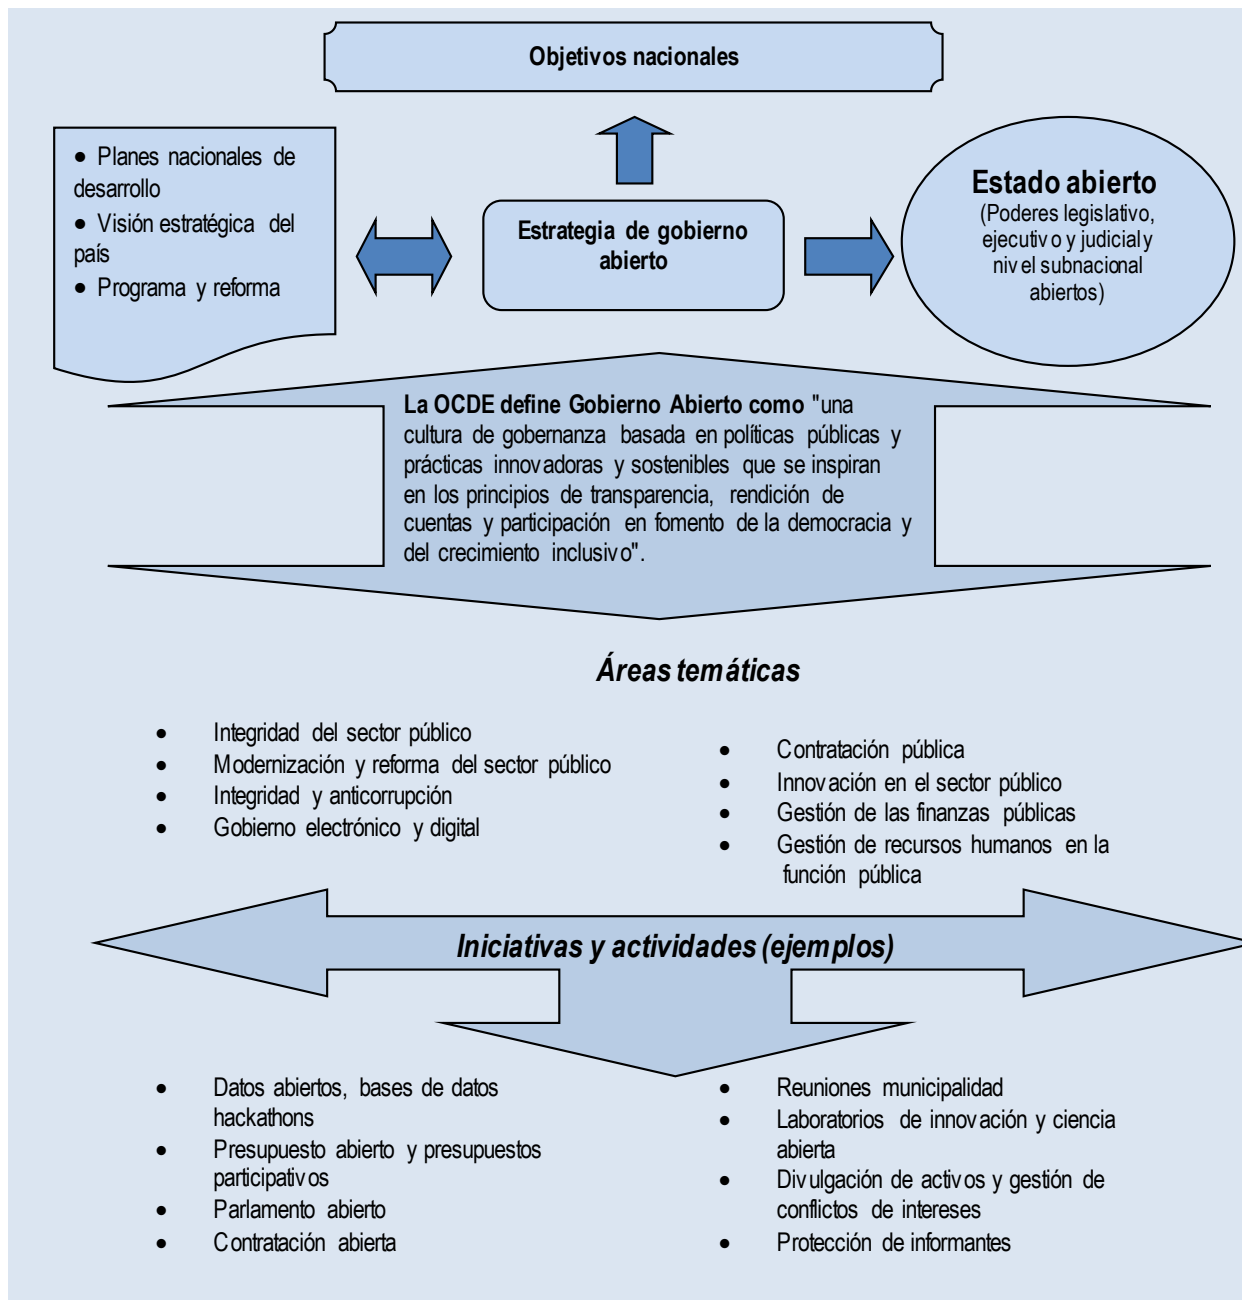 Objetivos nacionales
• Planes nacionales de
desarrollo
• Visión estratégica del
país
• Programa y reforma
Estrategia de gobierno
abierto
Estado abierto
(Poderes legislativo,
ejecutivo y judicial y
nivel subnacional
abiertos)
La OCDE define Gobierno Abierto como "una
cultura de gobernanza basada en políticas públicas y
prácticas innovadoras y sostenibles que se inspiran
en los principios de transparencia, rendición de
cuentas y participación en fomento de la democracia y
del crecimiento inclusivo".
Áreas temáticas
• Integridad del sector público
• Modernización y reforma del sector público
• Integridad y anticorrupción
• Gobierno electrónico y digital
• Contratación pública
• Innovación en el sector público
• Gestión de las finanzas públicas
• Gestión de recursos humanos en la
función pública
Iniciativas y actividades (ejemplos)
• Datos abiertos, bases de datos
hackathons
• Presupuesto abierto y presupuestos
participativos
• Parlamento abierto
• Contratación abierta
• Reuniones municipalidad
• Laboratorios de innovación y ciencia
abierta
• Divulgación de activos y gestión de
conflictos de intereses
• Protección de informantes